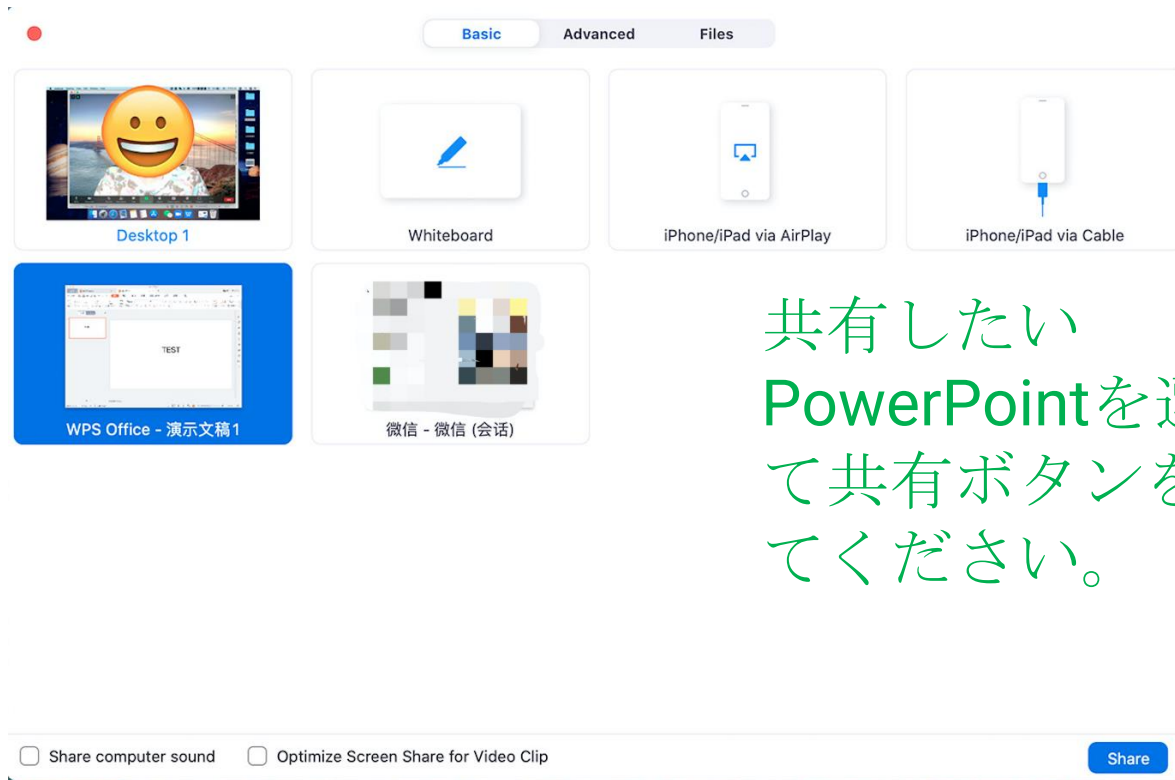 Basic Advanced Files
Desktop 1
Whiteboard
iPhone/iPad via AirPlay
iPhone/iPad via Cable
TEST
WPS Office - 演示文稿1
微信 - 微信 (会话)
共有したい
PowerPointを
て共有ボタンを
てください。
Share computer sound
Optimize Screen Share for Video Clip
Share